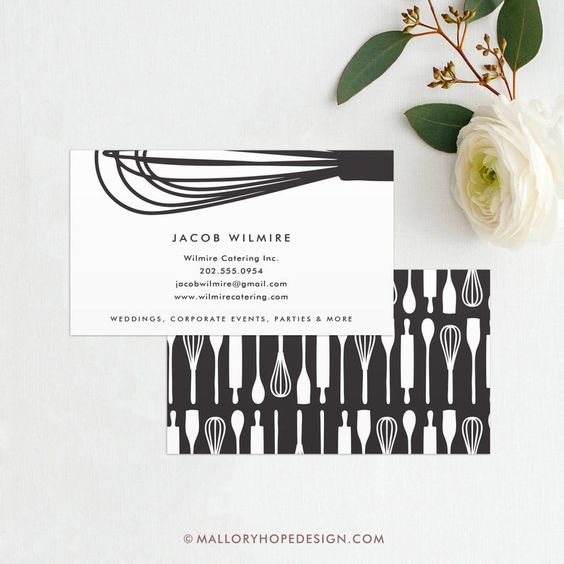 JACOB WILMIRE
Wilmire Catering Inc.
202.555.0954
jacobwilmire@gmail.com
www.wilmirecatering.com
WEDDINGS, CORPORATE EVENTS, PARTIES & MORE
© MALLORYHOPEDESIGN.COM